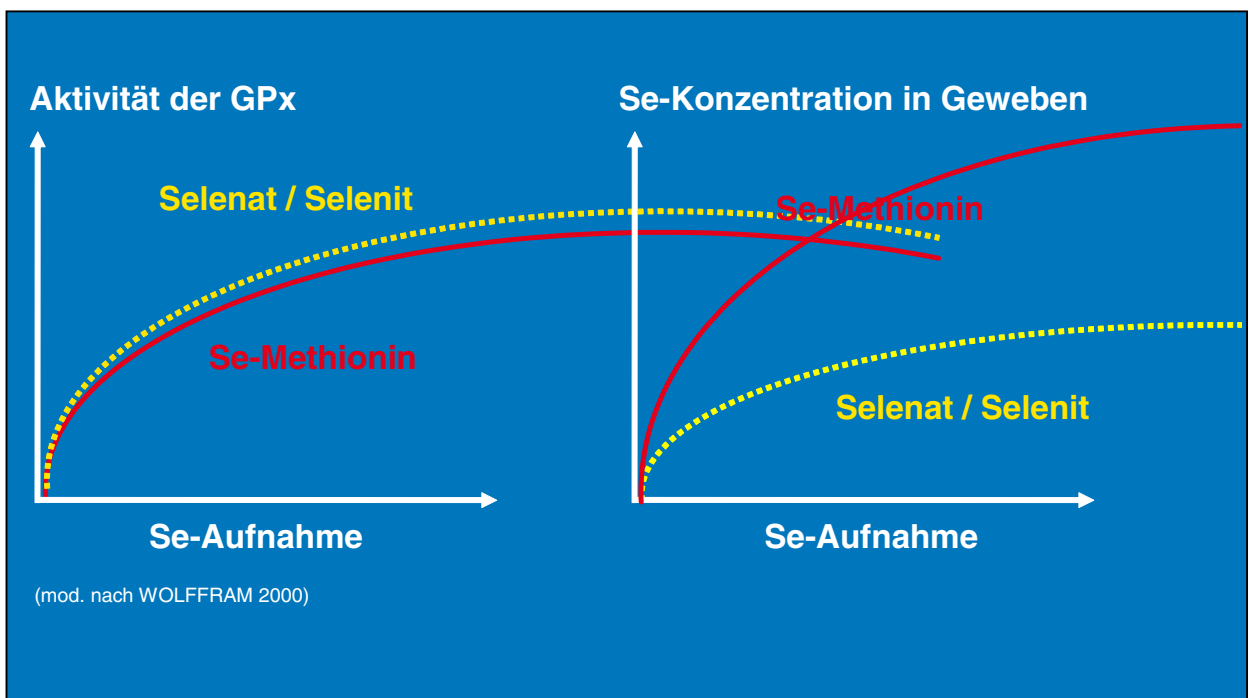 Aktivität der GPx
Selenat / Selenit
Se-Methionin
Se-Aufnahme
Se-Konzentration in Geweben
Se-Methionin
Selenat / Selenit
Se-Aufnahme
(mod. nach WOLFFRAM 2000)